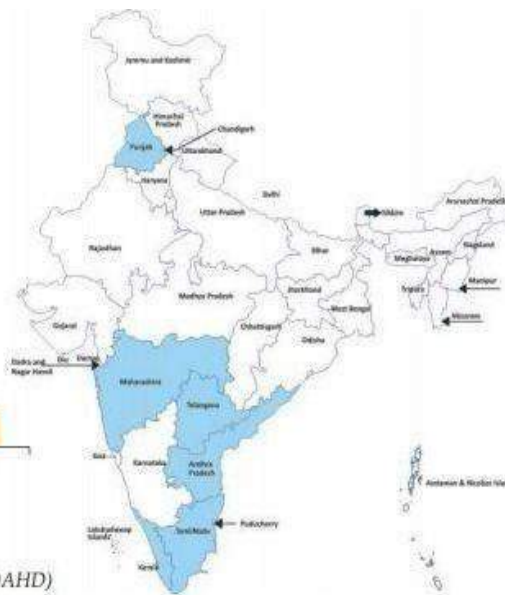 Jammu and Kashmir
Himachal
Pradesh
Chandigarh
Punjab
Uttarakhand
Haryana
Delhi
Sikkim
Arunachal Pradesh
Rajasthan
Uttar Pradesh
Bihar
Assam
Nagaland
Meghalaya
Manipur
Tripura
Mizoram
Jharkhand
West Bengal
Gujarat
Madhya Pradesh
Chhattisgarh
Odisha
Diu
Daman
Dadra and
Nagar Haveli
Maharashtra
Telangana
Goa
Karnataka
Andhra
Pradesh
Andaman & Nicobar Isla
Lakshadweep
Islands
Tamil Nadu
Puducherry
Kerala
AHD)